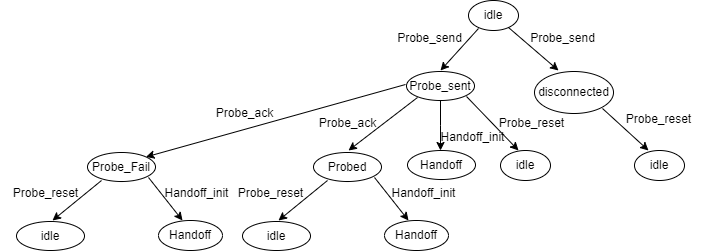 idle
Probe_send
Probe_send
Probe_sent
disconnected
Probe_ack
Probe_ack
Handoff_init
Probe_reset
Probe_reset
Probe_Fail
Probed
Handoff
idle
idle
Probe_reset
Handoff_init
Probe_reset
Handoff_init
idle
Handoff
idle
Handoff